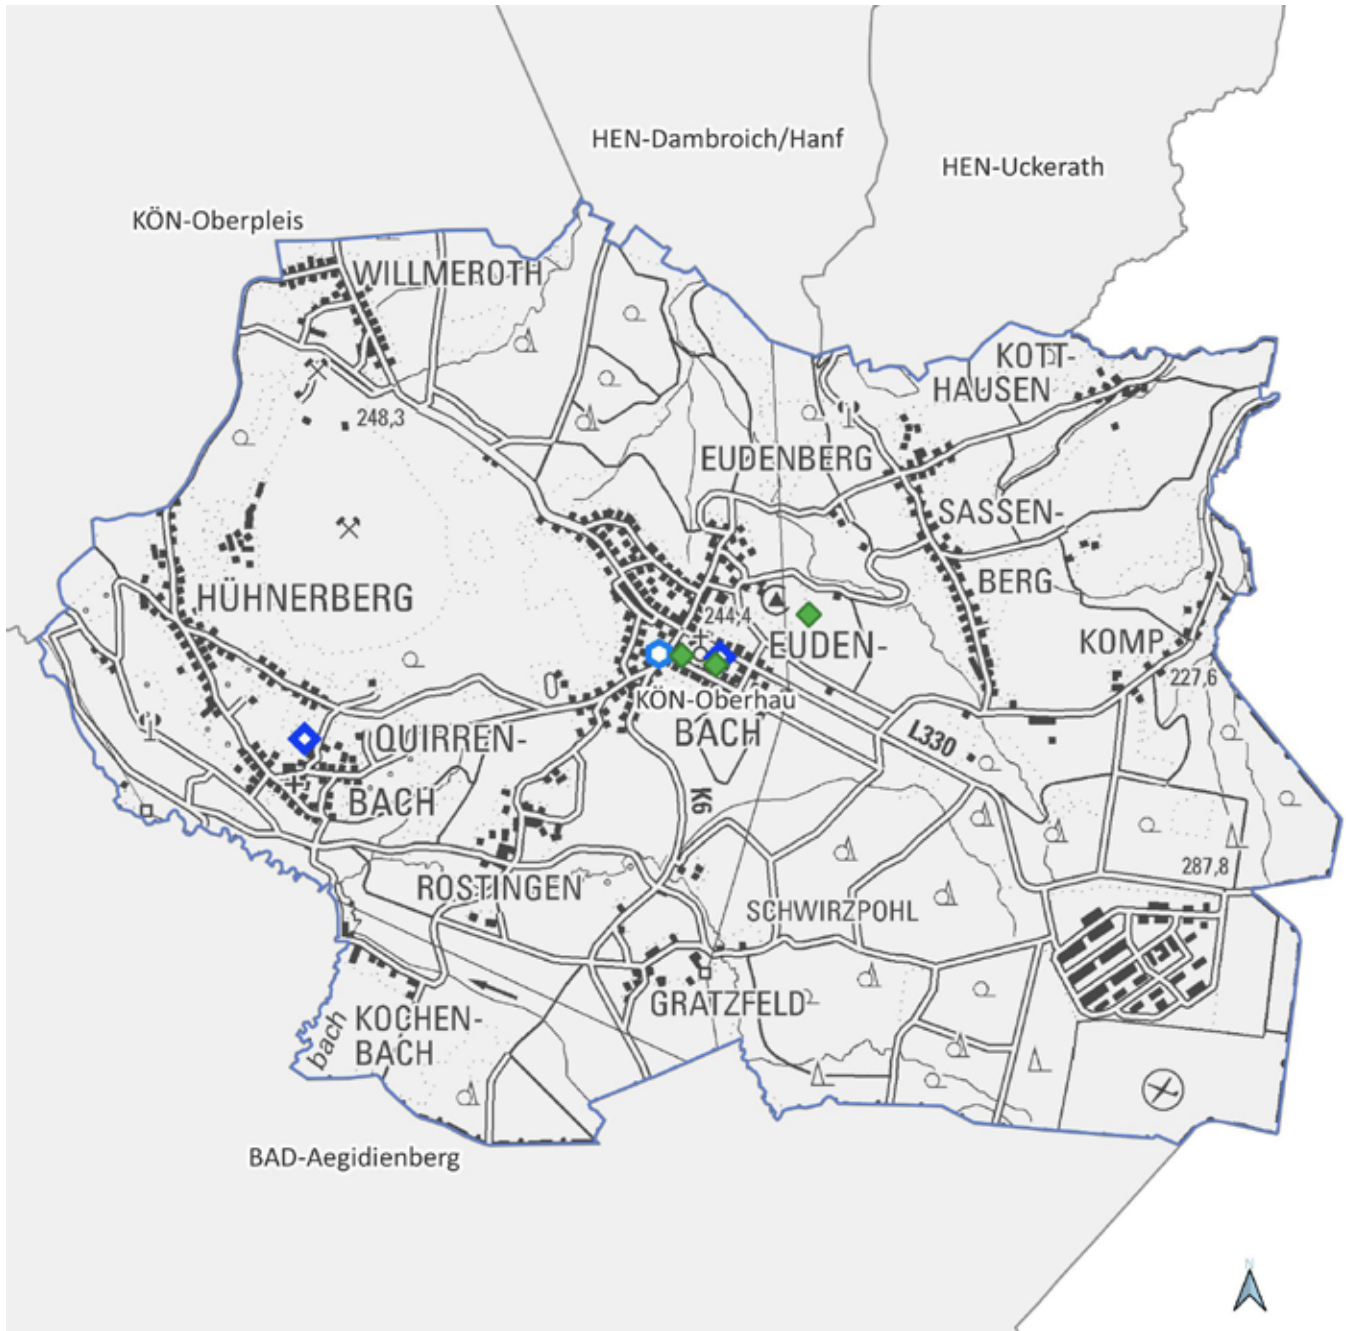 HEN-Dambroich/Hanf
HEN-Uckerath
KÖN-Oberpleis
WILLMEROTH
KOTT-
HAUSEN
248,3
EUDENBERG
SASSEN-
BERG
HÜHNERBERG
244,4
EUDEN-
KOMP
227,6
KÖN-Oberhau
BACH
QUIRREN-
BACH
L330
K6
287,8
ROSTINGEN
SCHWIRZPOHL
GRATZFELD
KOCHEN-
BACH
bach
BAD-Aegidienberg
N